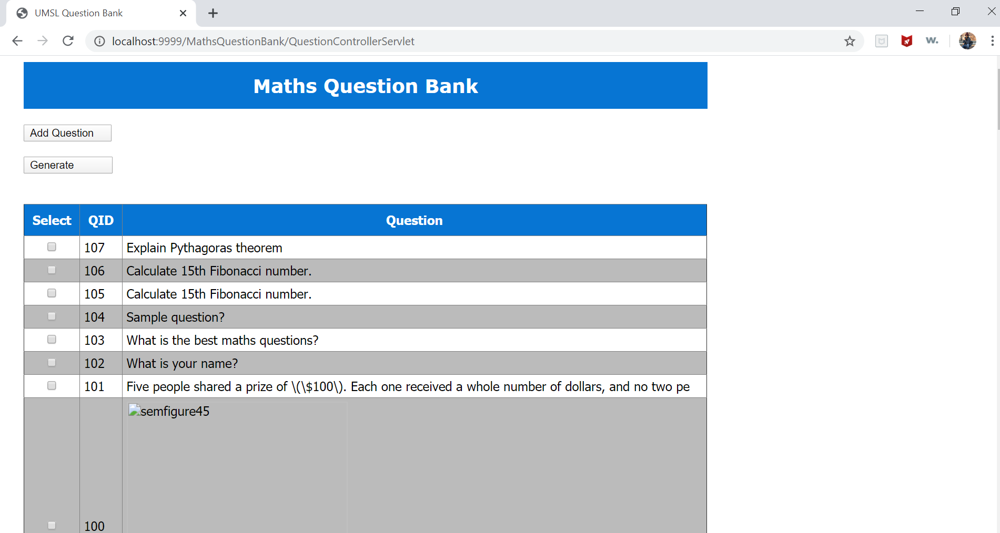 UMSL Question Bank
localhost:9999/MathsQuestionBank/QuestionControllerServlet
w.
Maths Question Bank
Add Question
Generate
Select QID Question
107 Explain Pythagoras theorem
106 Calculate 15th Fibonacci number.
105 Calculate 15th Fibonacci number.
104 Sample question?
103 What is the best maths questions?
102 What is your name?
101 Five people shared a prize of \(\$100\). Each one received a whole number of dollars, and no two pe
semfigure45
100